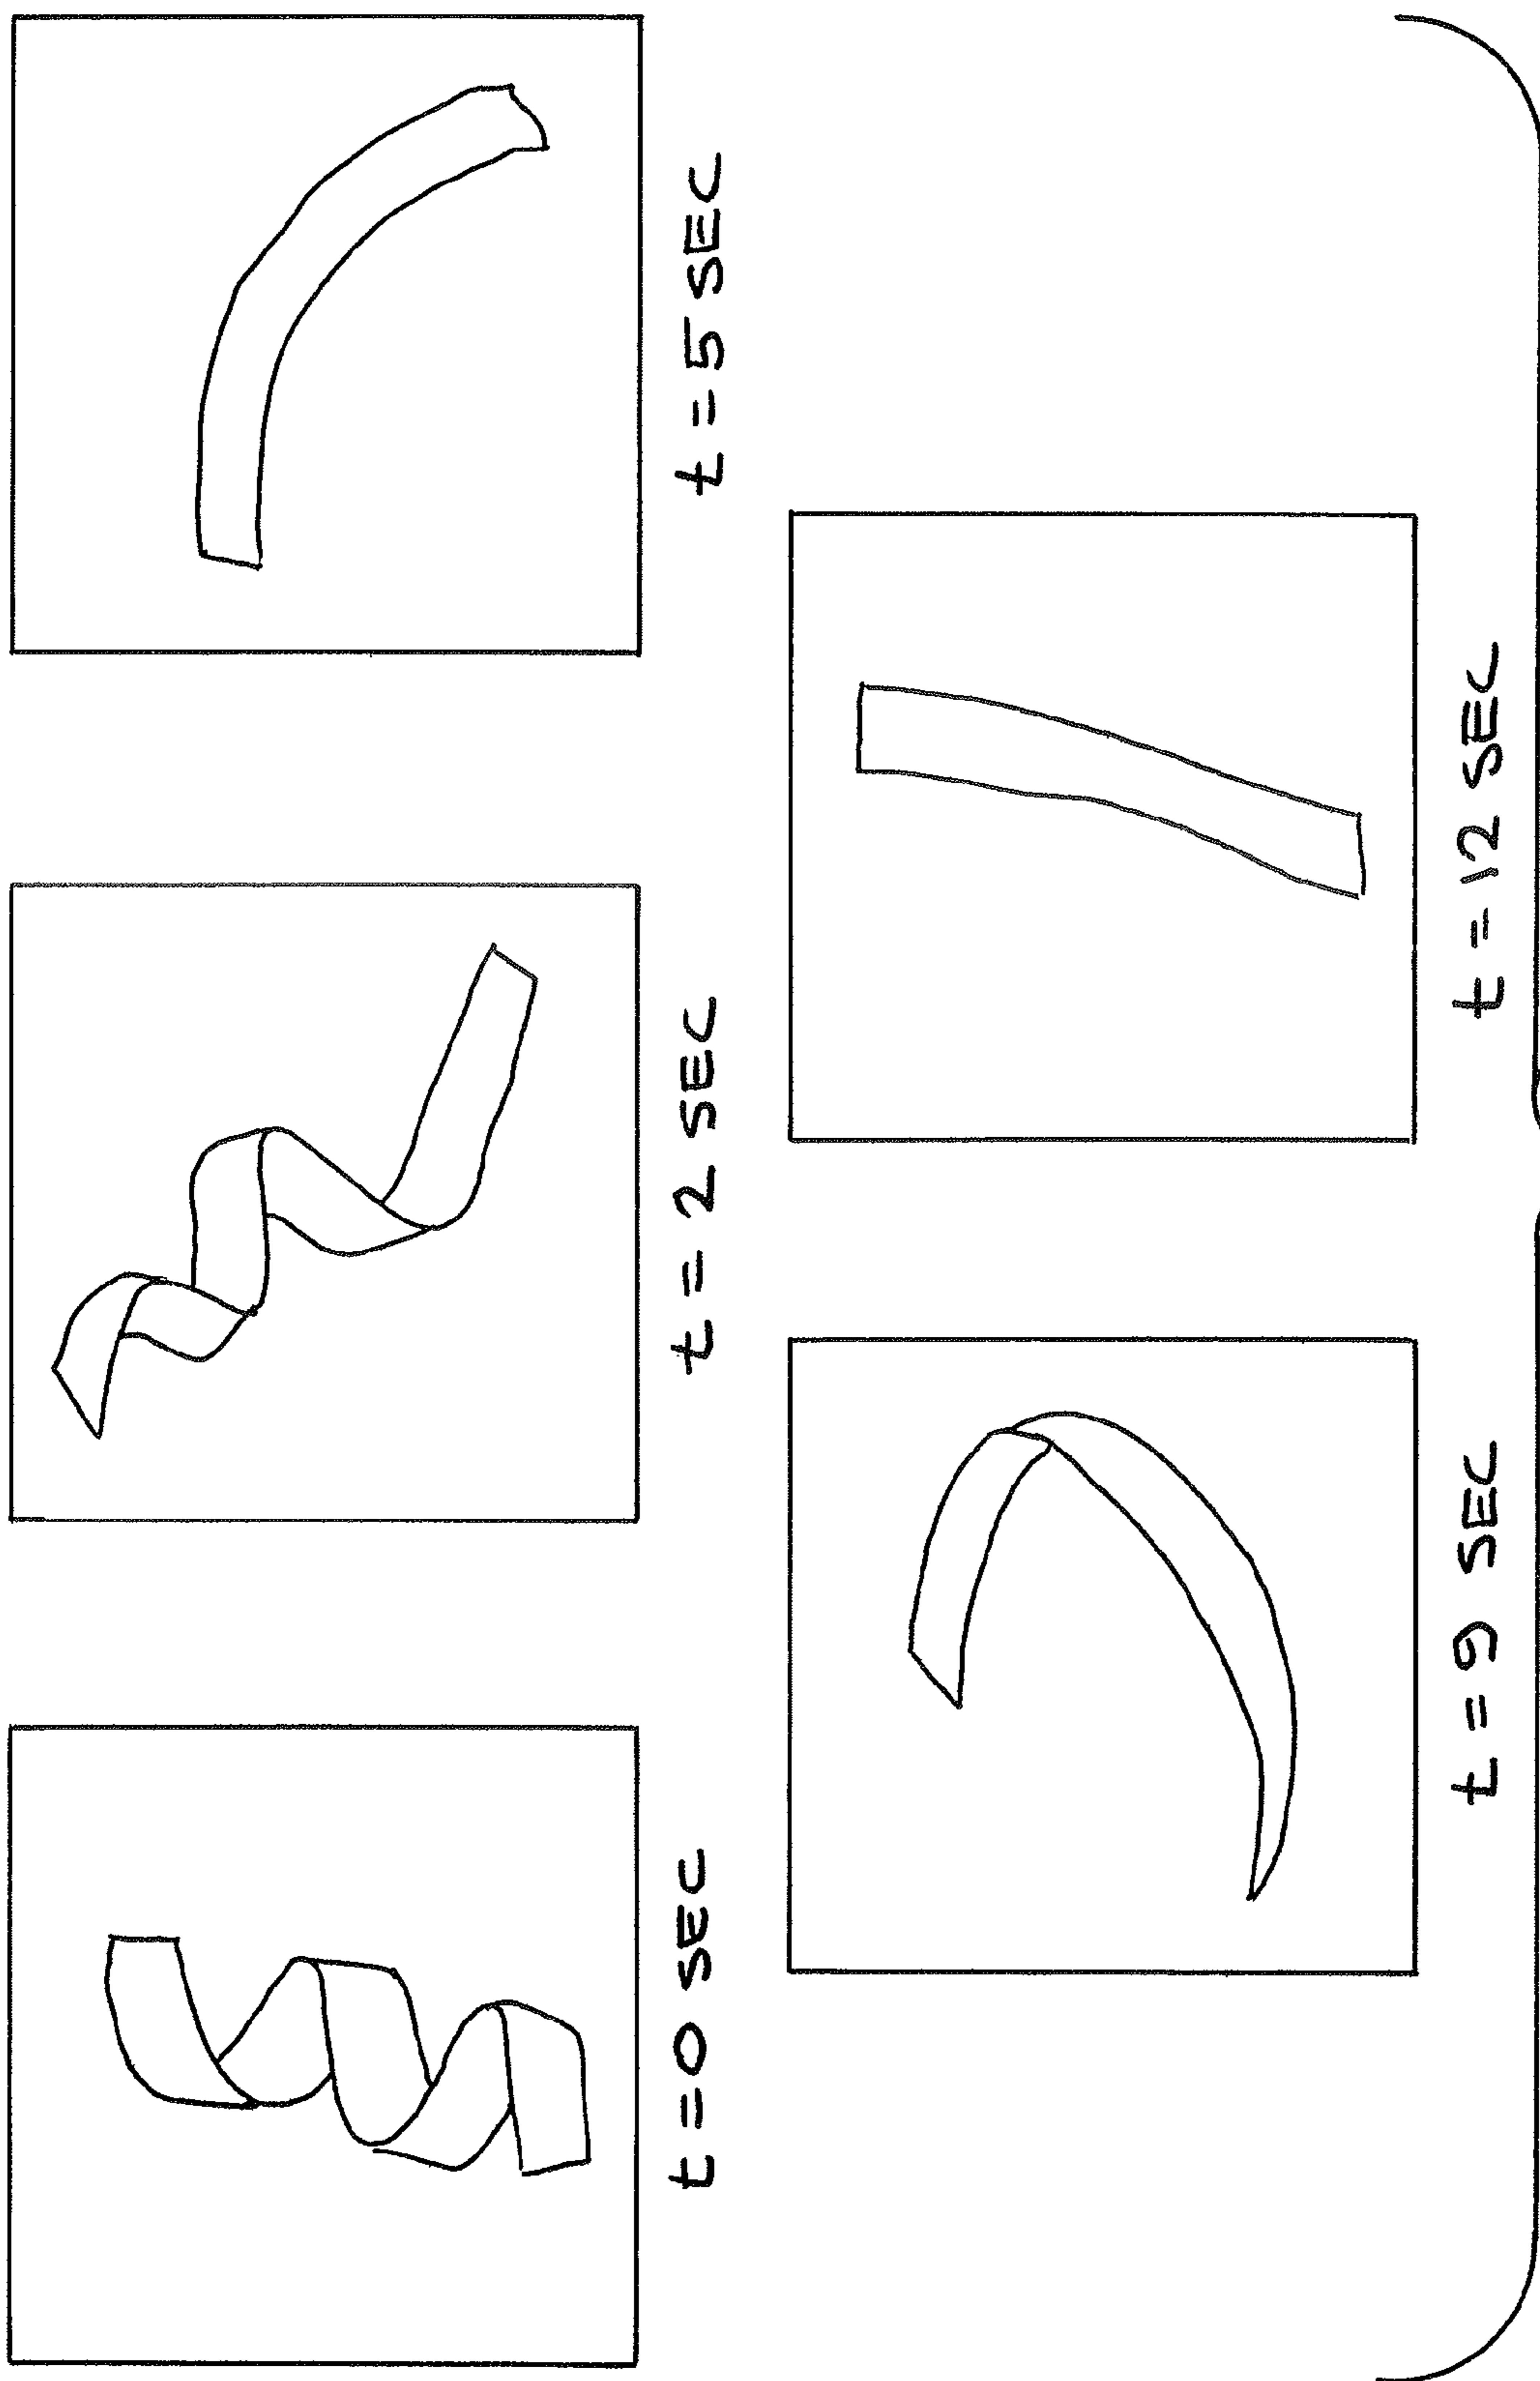 t=0 SEC
t = 2 SEC
t = 5 SEC
t = 9 SEC
t = 12 SEC